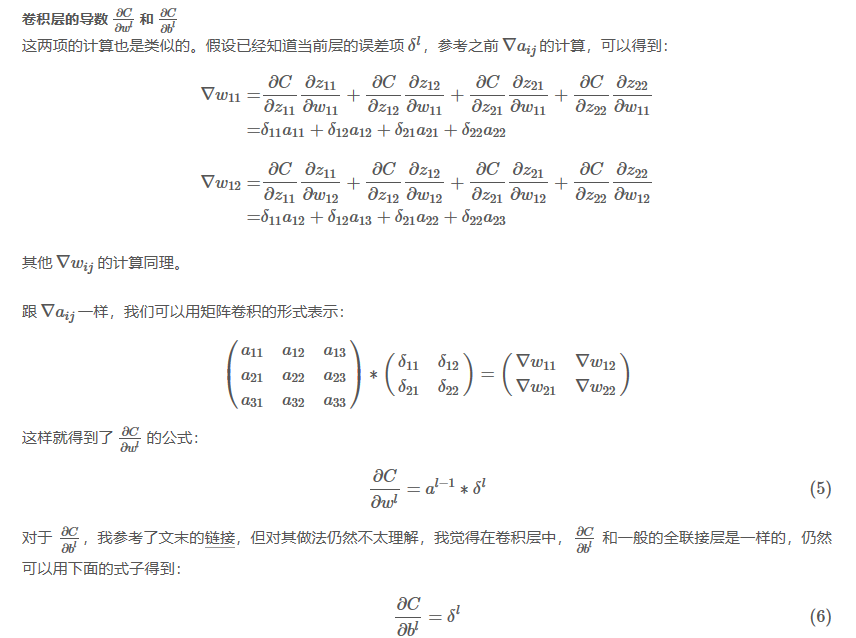 卷积层的导数 $\frac{\partial C}{\partial w^l}$ 和 $\frac{\partial C}{\partial b^l}$
这两项的计算也是类似的。假设已经知道当前层的误差项 $\delta^l$，参考之前 $\nabla a_{ij}$ 的计算，可以得到：
$\nabla w_{11} = \frac{\partial C}{\partial z_{11}} \frac{\partial z_{11}}{\partial w_{11}} + \frac{\partial C}{\partial z_{12}} \frac{\partial z_{12}}{\partial w_{11}} + \frac{\partial C}{\partial z_{21}} \frac{\partial z_{21}}{\partial w_{11}} + \frac{\partial C}{\partial z_{22}} \frac{\partial z_{22}}{\partial w_{11}}$
$= \delta_{11} a_{11} + \delta_{12} a_{12} + \delta_{21} a_{21} + \delta_{22} a_{22}$
$\nabla w_{12} = \frac{\partial C}{\partial z_{11}} \frac{\partial z_{11}}{\partial w_{12}} + \frac{\partial C}{\partial z_{12}} \frac{\partial z_{12}}{\partial w_{12}} + \frac{\partial C}{\partial z_{21}} \frac{\partial z_{21}}{\partial w_{12}} + \frac{\partial C}{\partial z_{22}} \frac{\partial z_{22}}{\partial w_{12}}$
$= \delta_{11} a_{12} + \delta_{12} a_{13} + \delta_{21} a_{22} + \delta_{22} a_{23}$
其他 $\nabla w_{ij}$ 的计算同理。
跟 $\nabla a_{ij}$ 一样，我们可以用矩阵卷积的形式表示：
$\begin{pmatrix} a_{11} & a_{12} & a_{13} \\ a_{21} & a_{22} & a_{23} \\ a_{31} & a_{32} & a_{33} \end{pmatrix} * \begin{pmatrix} \delta_{11} & \delta_{12} \\ \delta_{21} & \delta_{22} \end{pmatrix} = \begin{pmatrix} \nabla w_{11} & \nabla w_{12} \\ \nabla w_{21} & \nabla w_{22} \end{pmatrix}$
这样就得到了 $\frac{\partial C}{\partial w^l}$ 的公式：
$\frac{\partial C}{\partial w^l} = a^{l-1} * \delta^l$ (5)
对于 $\frac{\partial C}{\partial b^l}$，我参考了文末的链接，但对其做法仍然不太理解，我觉得在卷积层中，$\frac{\partial C}{\partial b^l}$ 和一般的全联接层是一样的，仍然
可以用下面的式子得到：
$\frac{\partial C}{\partial b^l} = \delta^l$ (6)